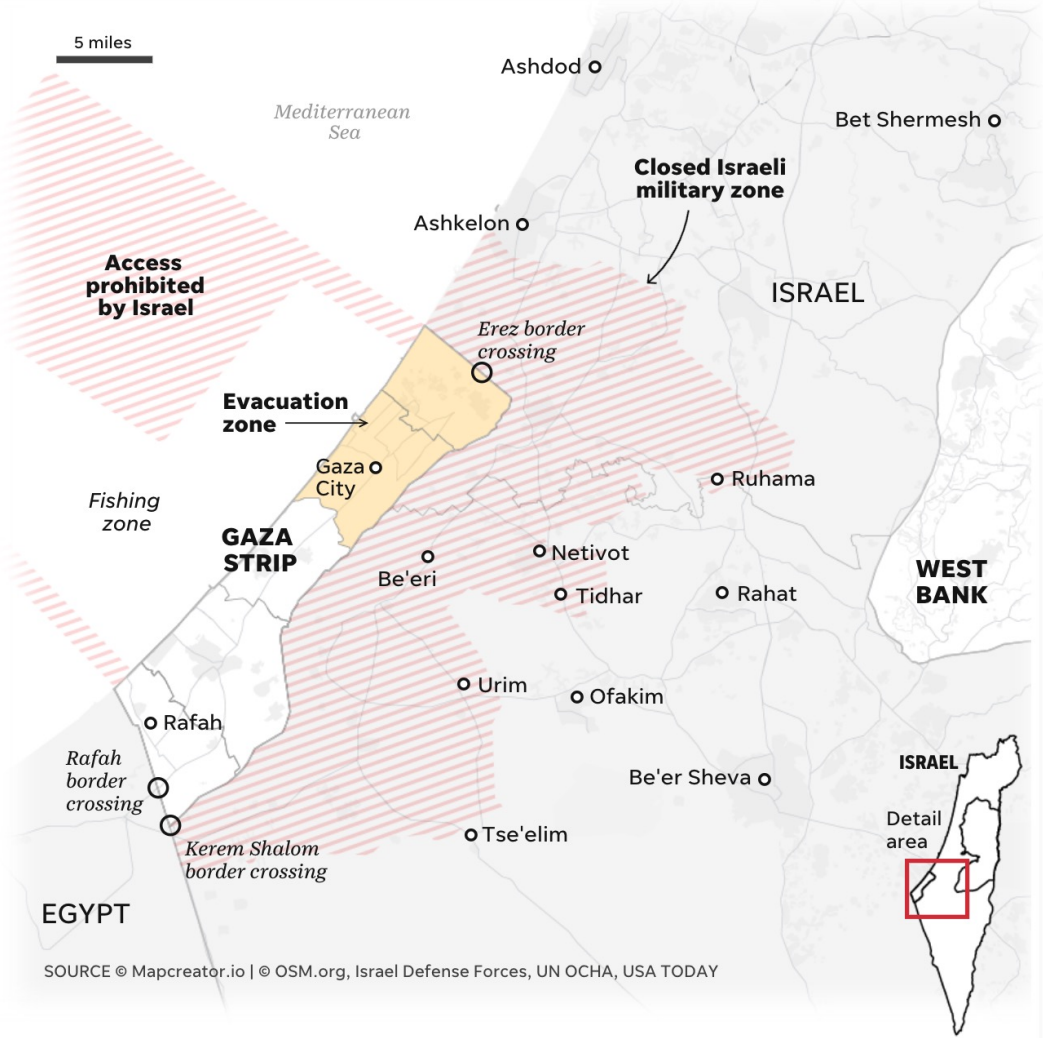 5 miles
Ashdod
Mediterranean
Sea
Bet Shermesh
Closed Israeli
military zone
Ashkelon
Access
prohibited
by Israel
ISRAEL
Erez border
crossing
Evacuation
zone
Gaza
City
Ruhama
Fishing
zone
GAZA
STRIP
Netivot
Be'eri
Tidhar
Rahat
WEST
BANK
Urim
Ofakim
Rafah
Rafah
border
crossing
Be'er Sheva
ISRAEL
Detail
area
Tse'elim
Kerem Shalom
border crossing
EGYPT
SOURCE © Mapcreator.io | © OSM.org, Israel Defense Forces, UN OCHA, USA TODAY